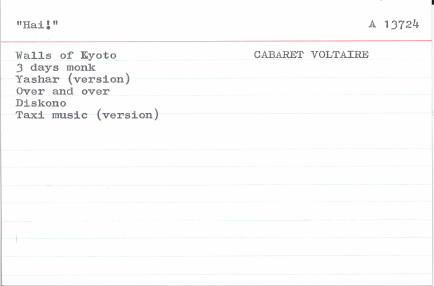 "Hai!" A 13724
Walls of Kyoto CABARET VOLTAIRE
3 days monk
Yashar (version)
Over and over
Diskono
Taxi music (version)